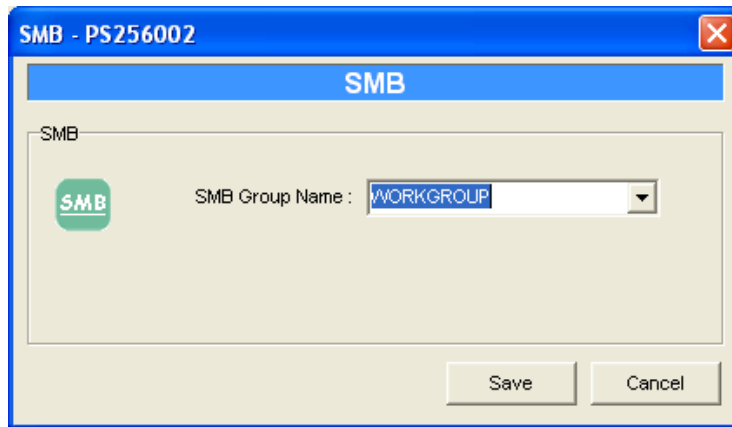 SMB - PS256002
SMB
SMB
SMB
SMB Group Name : WORKGROUP
Save Cancel